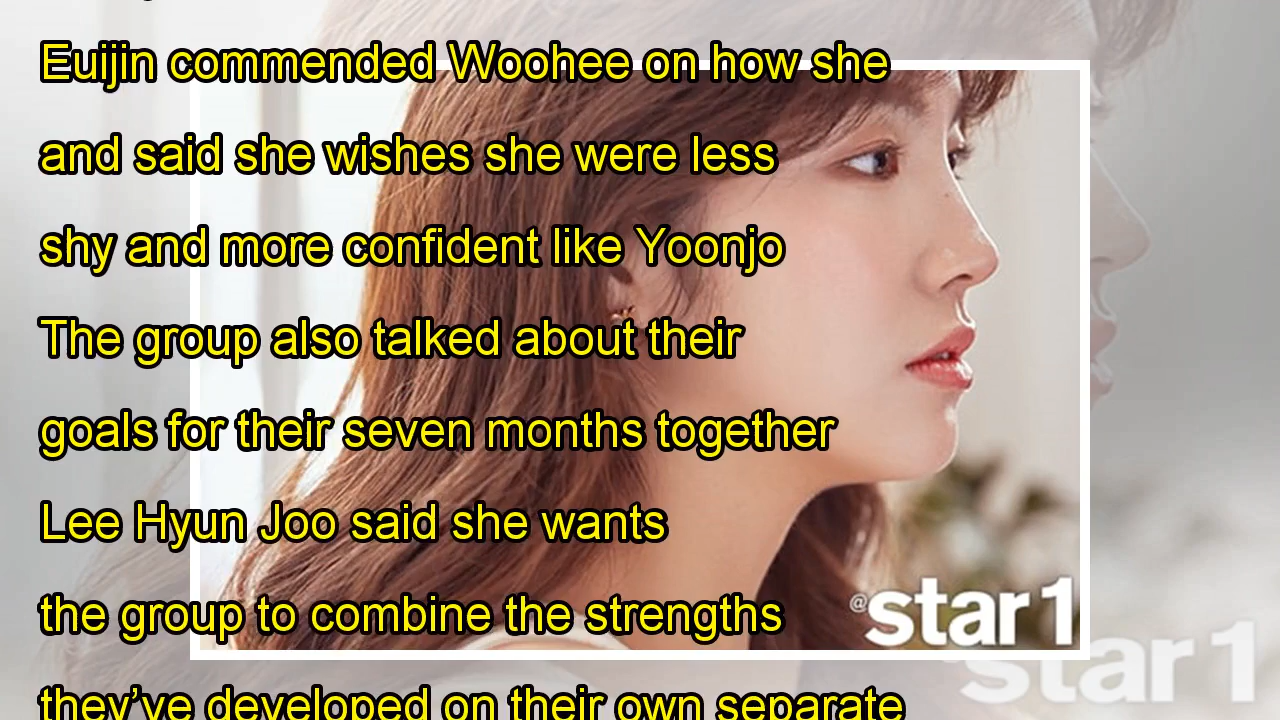 Euijin commended Woohee on how she
and said she wishes she were less
shy and more confident like Yoonjo
The group also talked about their
goals for their seven months together
Lee Hyun Joo said she wants
the group to combine the strengths
they've developed on their own separate
@star1
star1